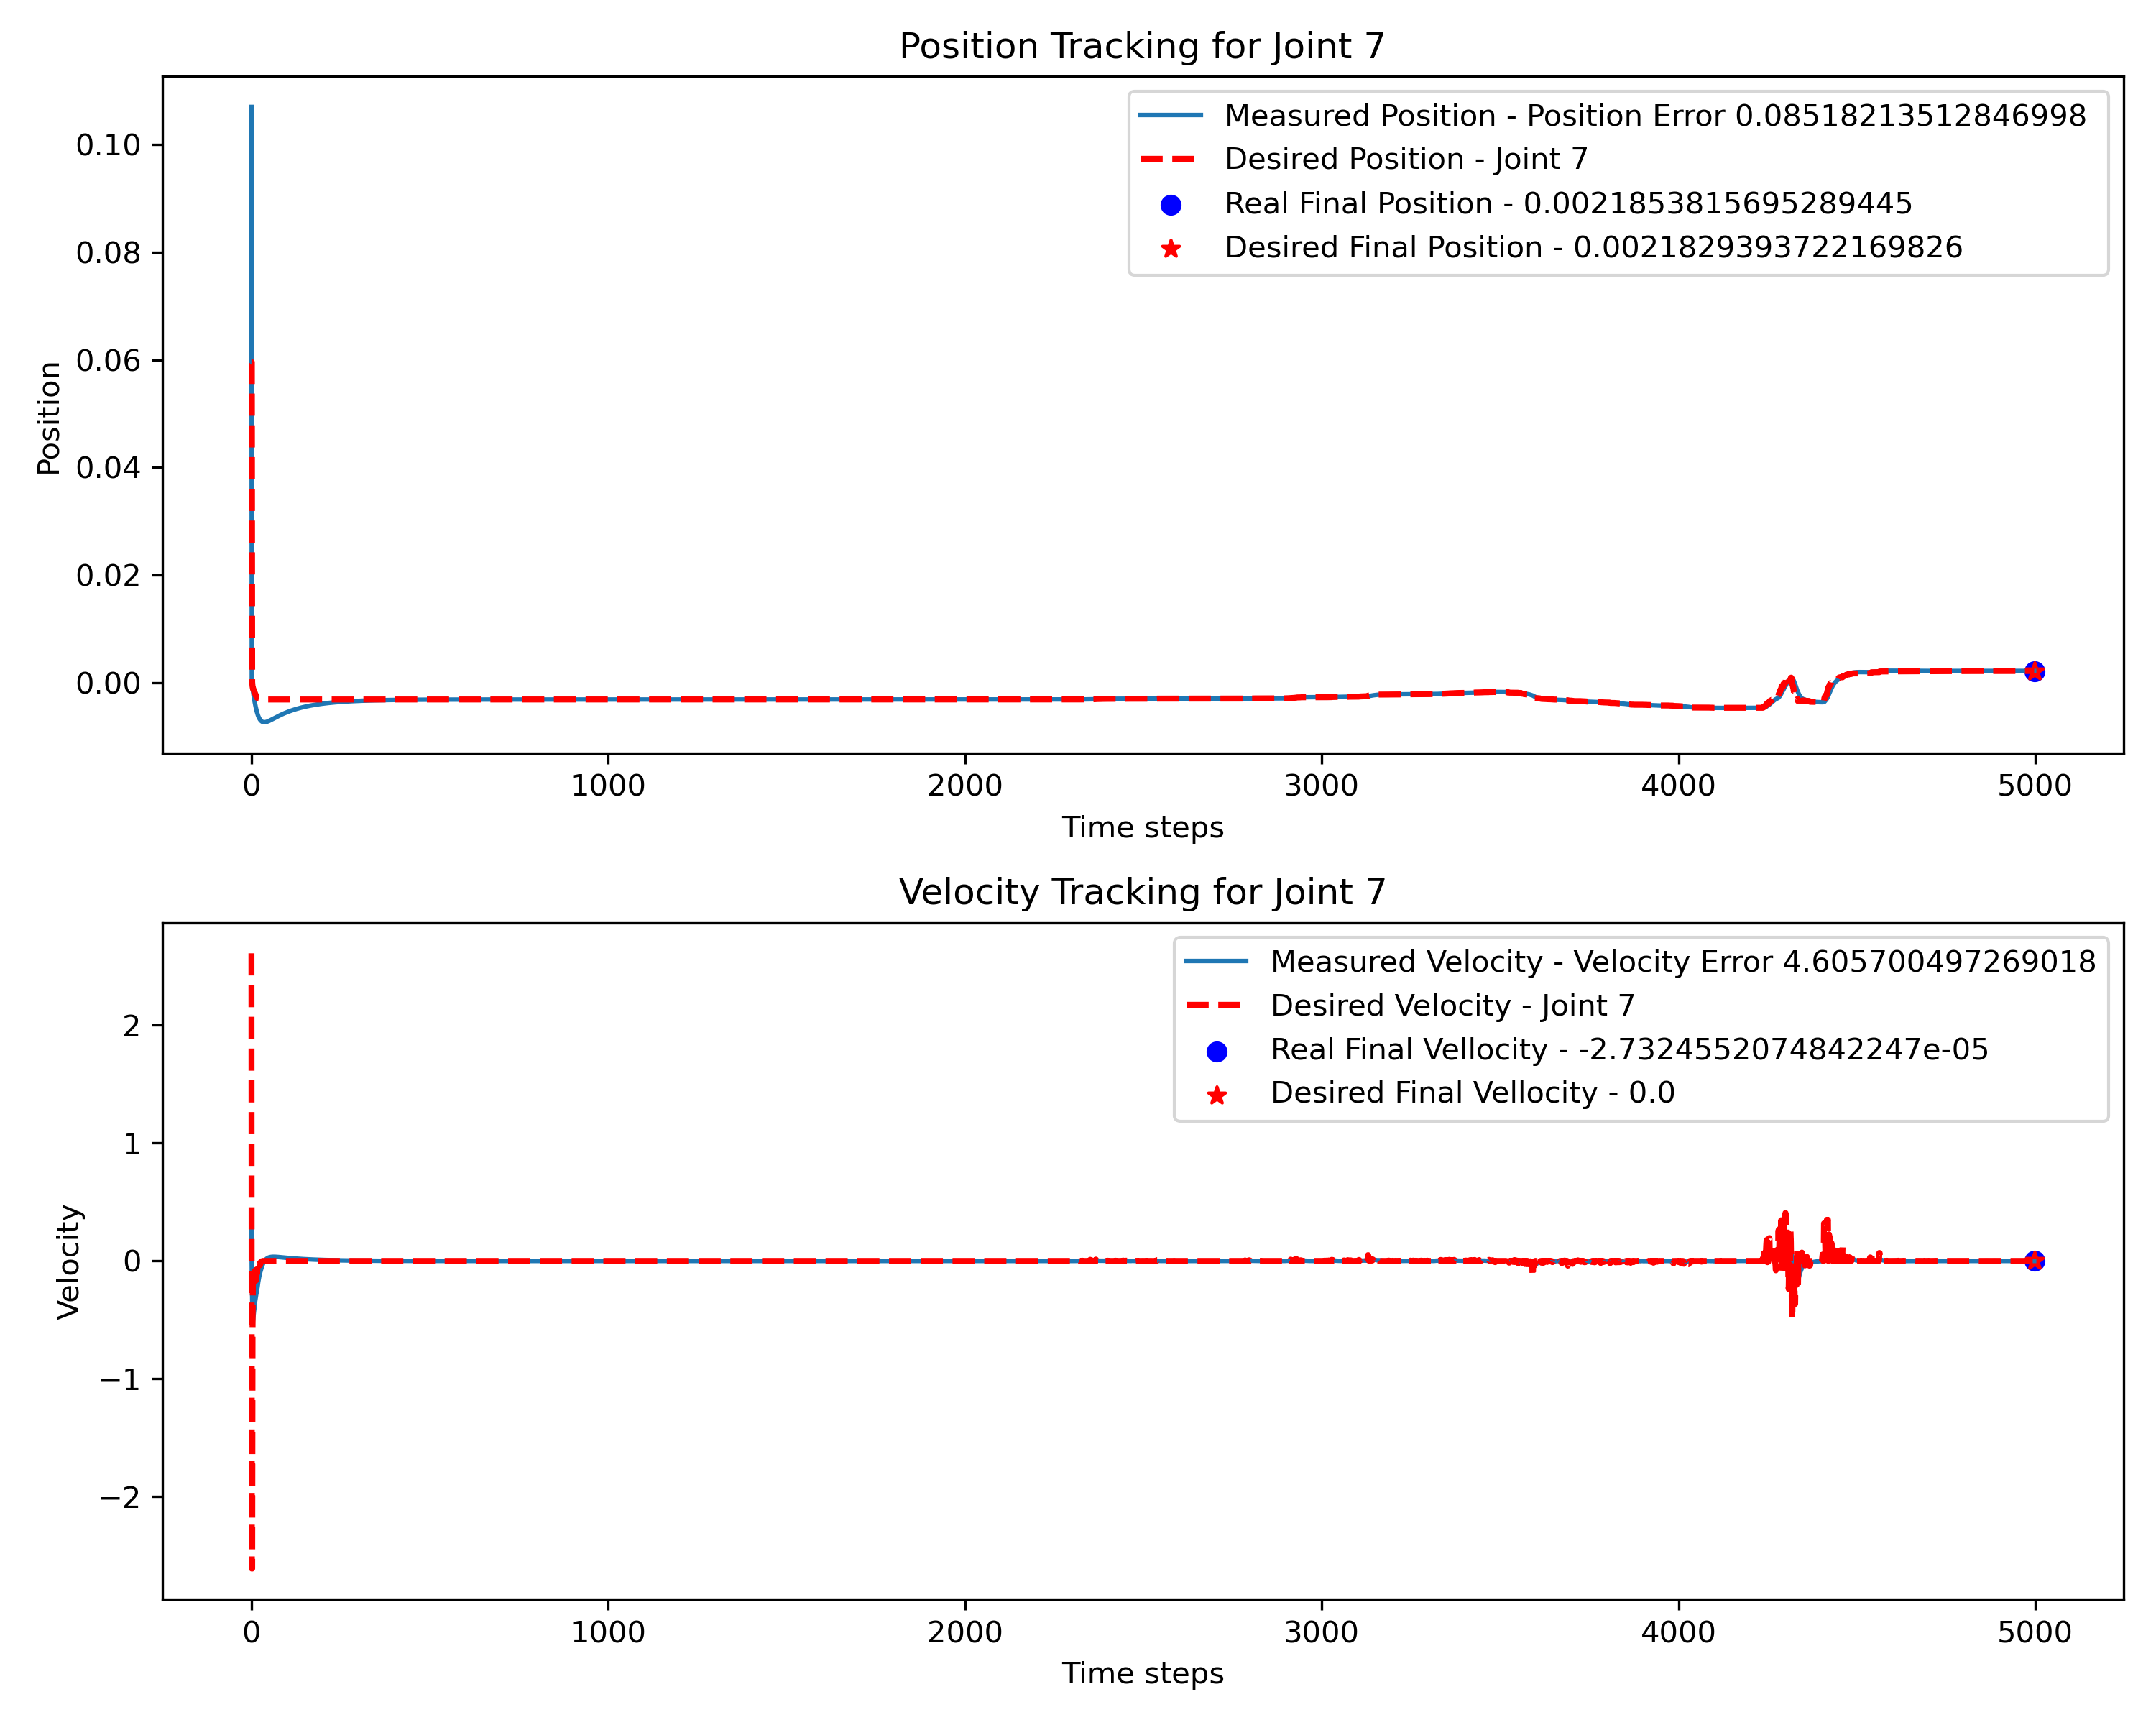 Position Tracking for Joint 7
Measured Position - Position Error 0.08518213512846998
Desired Position - Joint 7
Real Final Position - 0.0021853815695289445
Desired Final Position - 0.0021829393722169826
0.10
0.08
0.06
0.04
0.02
0.00
Position
0 1000 2000 3000 4000 5000
Time steps
Velocity Tracking for Joint 7
Measured Velocity - Velocity Error 4.605700497269018
Desired Velocity - Joint 7
Real Final Vellocity - -2.7324552074842247e-05
Desired Final Vellocity - 0.0
2
1
0
−1
−2
Velocity
0 1000 2000 3000 4000 5000
Time steps